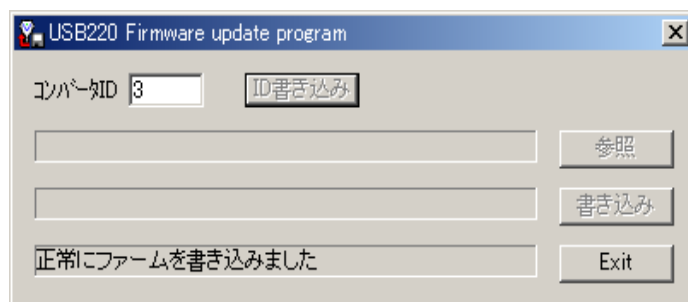 USB220 Firmware update program
コンバータID 3 ID書き込み
参照
書き込み
正常にファームを書き込みました Exit